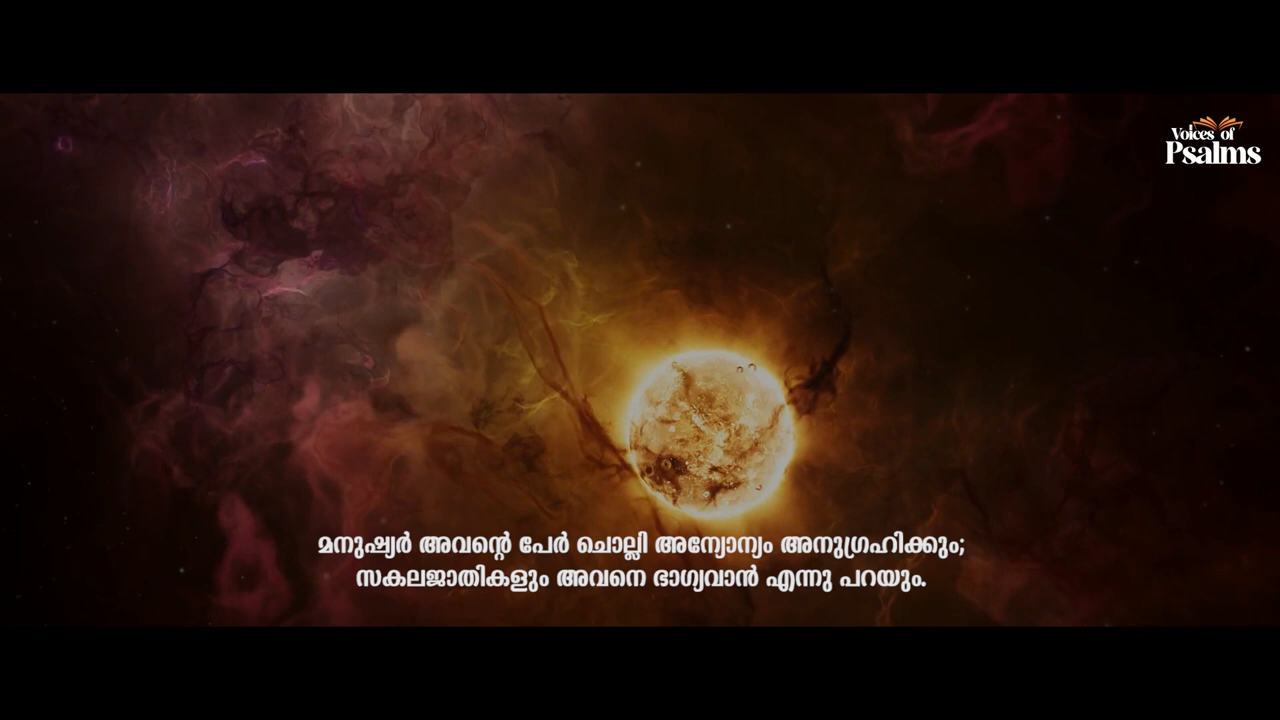 Voices of
Psalms
മനുഷ്യർ അവന്റെ പേർ ചൊല്ലി അന്യോന്യം അനുഗ്രഹിക്കും;
സകലജാതികളും അവനെ ഭാഗ്യവാൻ എന്നു പറയും.